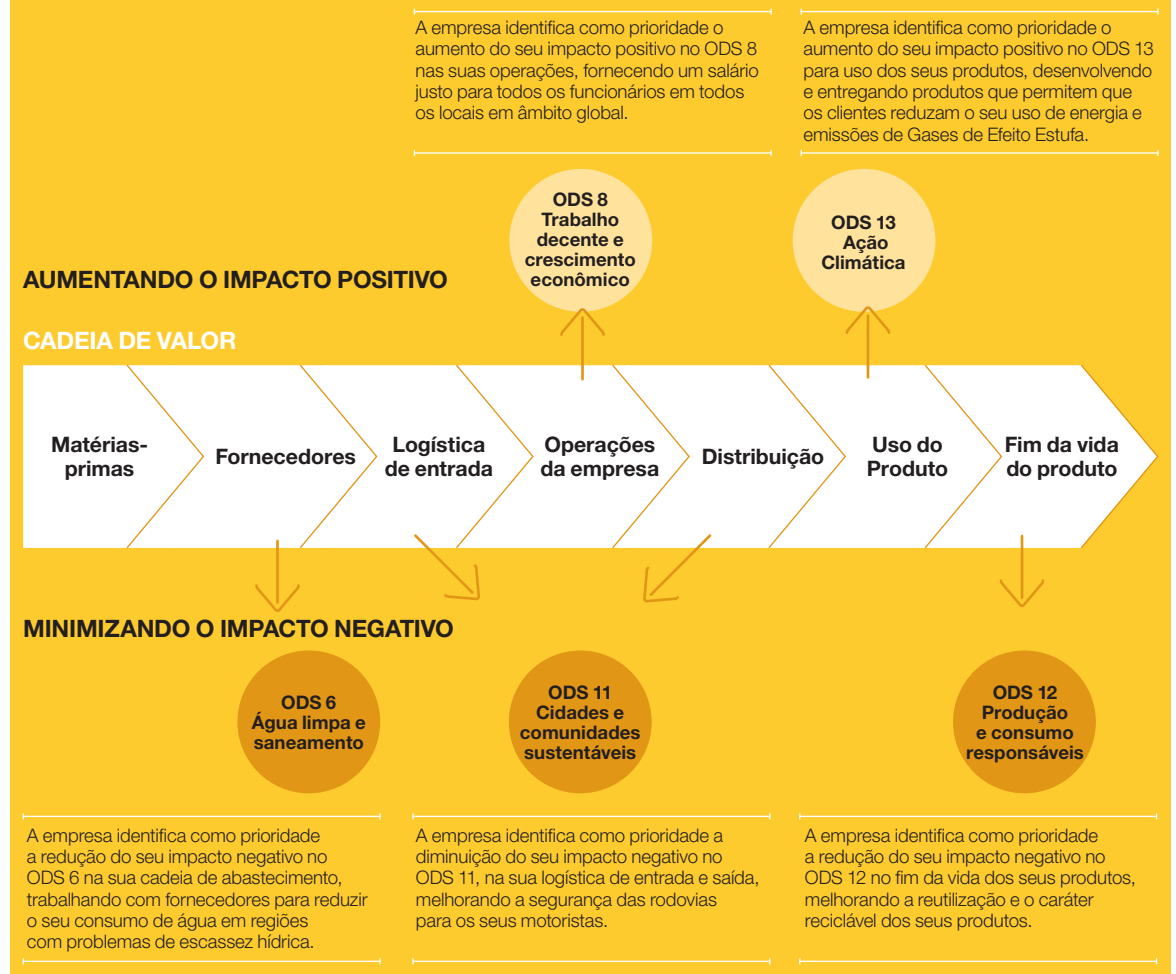 A empresa identifica como prioridade o
aumento do seu impacto positivo no ODS 8
nas suas operações, fornecendo um salário
justo para todos os funcionários em todos
os locais em âmbito global.
A empresa identifica como prioridade o
aumento do seu impacto positivo no ODS 13
para uso dos seus produtos, desenvolvendo
e entregando produtos que permitem que
os clientes reduzam o seu uso de energia e
emissões de Gases de Efeito Estufa.
ODS 8
Trabalho
decente e
crescimento
econômico
ODS 13
Ação
Climática
AUMENTANDO O IMPACTO POSITIVO
CADEIA DE VALOR
Matérias-
primas
Fornecedores
Logística
de entrada
Operações
da empresa
Distribuição
Uso do
Produto
Fim da vida
do produto
MINIMIZANDO O IMPACTO NEGATIVO
ODS 6
Água limpa e
saneamento
ODS 11
Cidades e
comunidades
sustentáveis
ODS 12
Produção
e consumo
responsáveis
A empresa identifica como prioridade
a redução do seu impacto negativo no
ODS 6 na sua cadeia de abastecimento,
trabalhando com fornecedores para reduzir
o seu consumo de água em regiões
com problemas de escassez hídrica.
A empresa identifica como prioridade a
diminuição do seu impacto negativo no
ODS 11, na sua logística de entrada e saída,
melhorando a segurança das rodovias
para os seus motoristas.
A empresa identifica como prioridade
a redução do seu impacto negativo no
ODS 12 no fim da vida dos seus produtos,
melhorando a reutilização e o caráter
reciclável dos seus produtos.